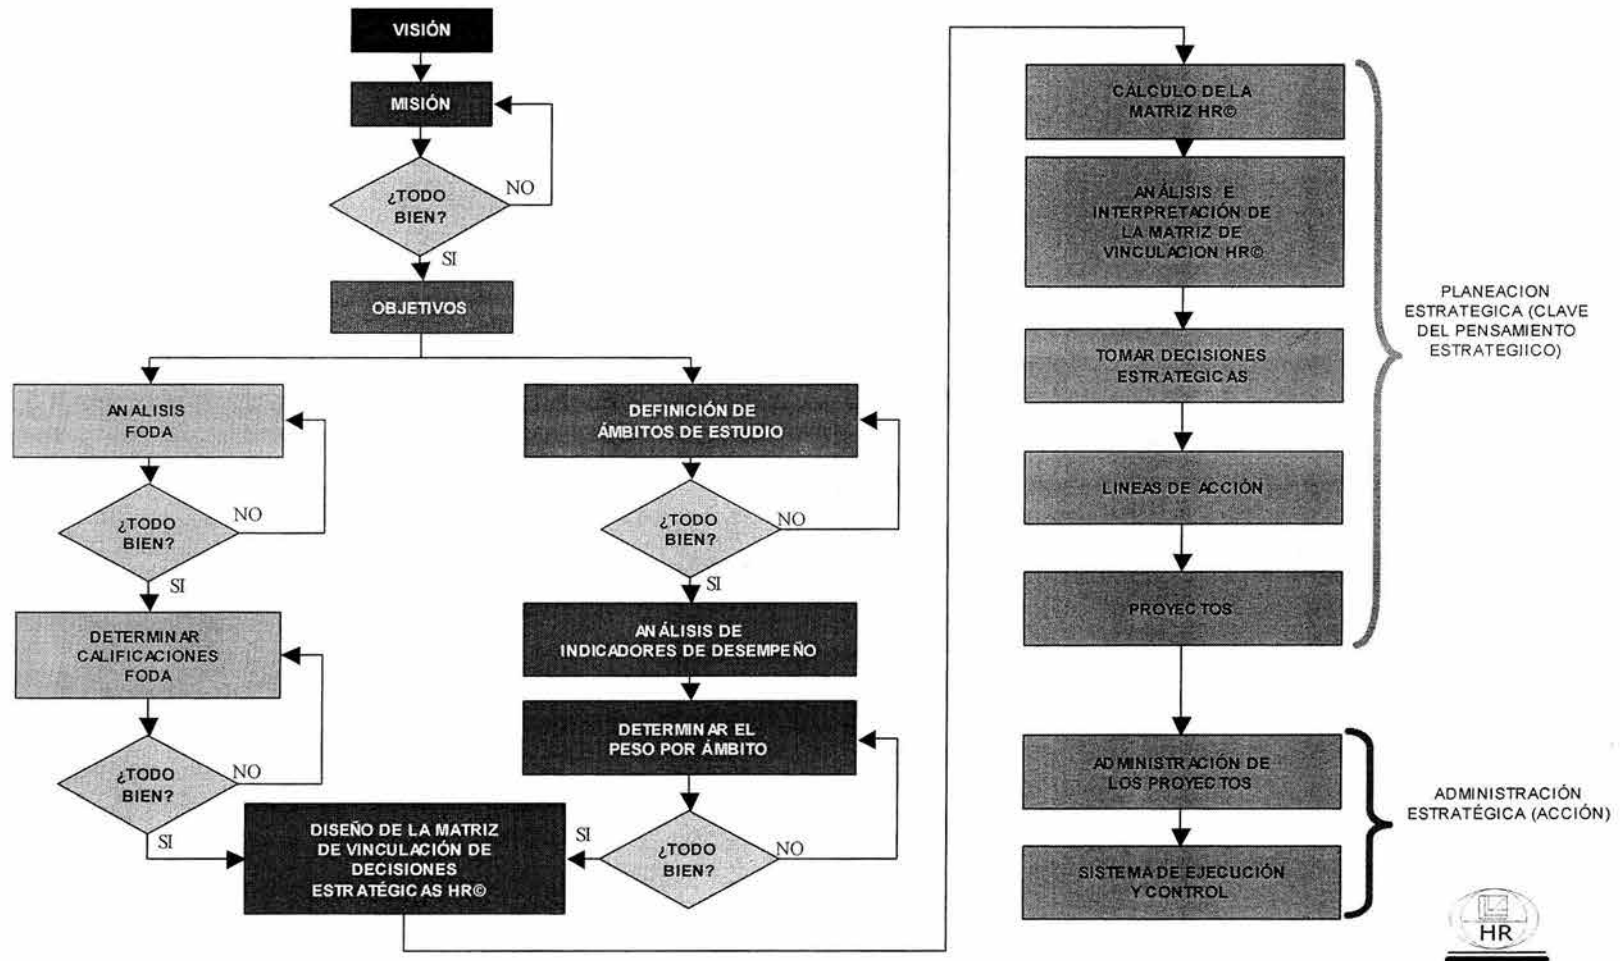 VISIÓN
MISIÓN
¿TODO
BIEN?
NO
SI
OBJETIVOS
ANALISIS
FODA
¿TODO
BIEN?
NO
SI
DETERMINAR
CALIFICACIONES
FODA
¿TODO
BIEN?
NO
SI
DEFINICIÓN DE
ÁMBITOS DE ESTUDIO
¿TODO
BIEN?
NO
SI
ANÁLISIS DE
INDICADORES DE DESEMPEÑO
DETERMINAR EL
PESO POR ÁMBITO
¿TODO
BIEN?
NO
SI
DISEÑO DE LA MATRIZ
DE VINCULACIÓN DE
DECISIONES
ESTRATÉGICAS HR©
CÁLCULO DE LA
MATRIZ HR©
ANÁLISIS E
INTERPRETACIÓN DE
LA MATRIZ DE
VINCULACION HR©
TOMAR DECISIONES
ESTRATEGICAS
LINEAS DE ACCIÓN
PROYECTOS
PLANEACION
ESTRATEGICA (CLAVE
DEL PENSAMIENTO
ESTRATEGIICO)
ADMINISTRACIÓN DE
LOS PROYECTOS
SISTEMA DE EJECUCIÓN
Y CONTROL
ADMINISTRACIÓN
ESTRATÉGICA (ACCIÓN)
HR